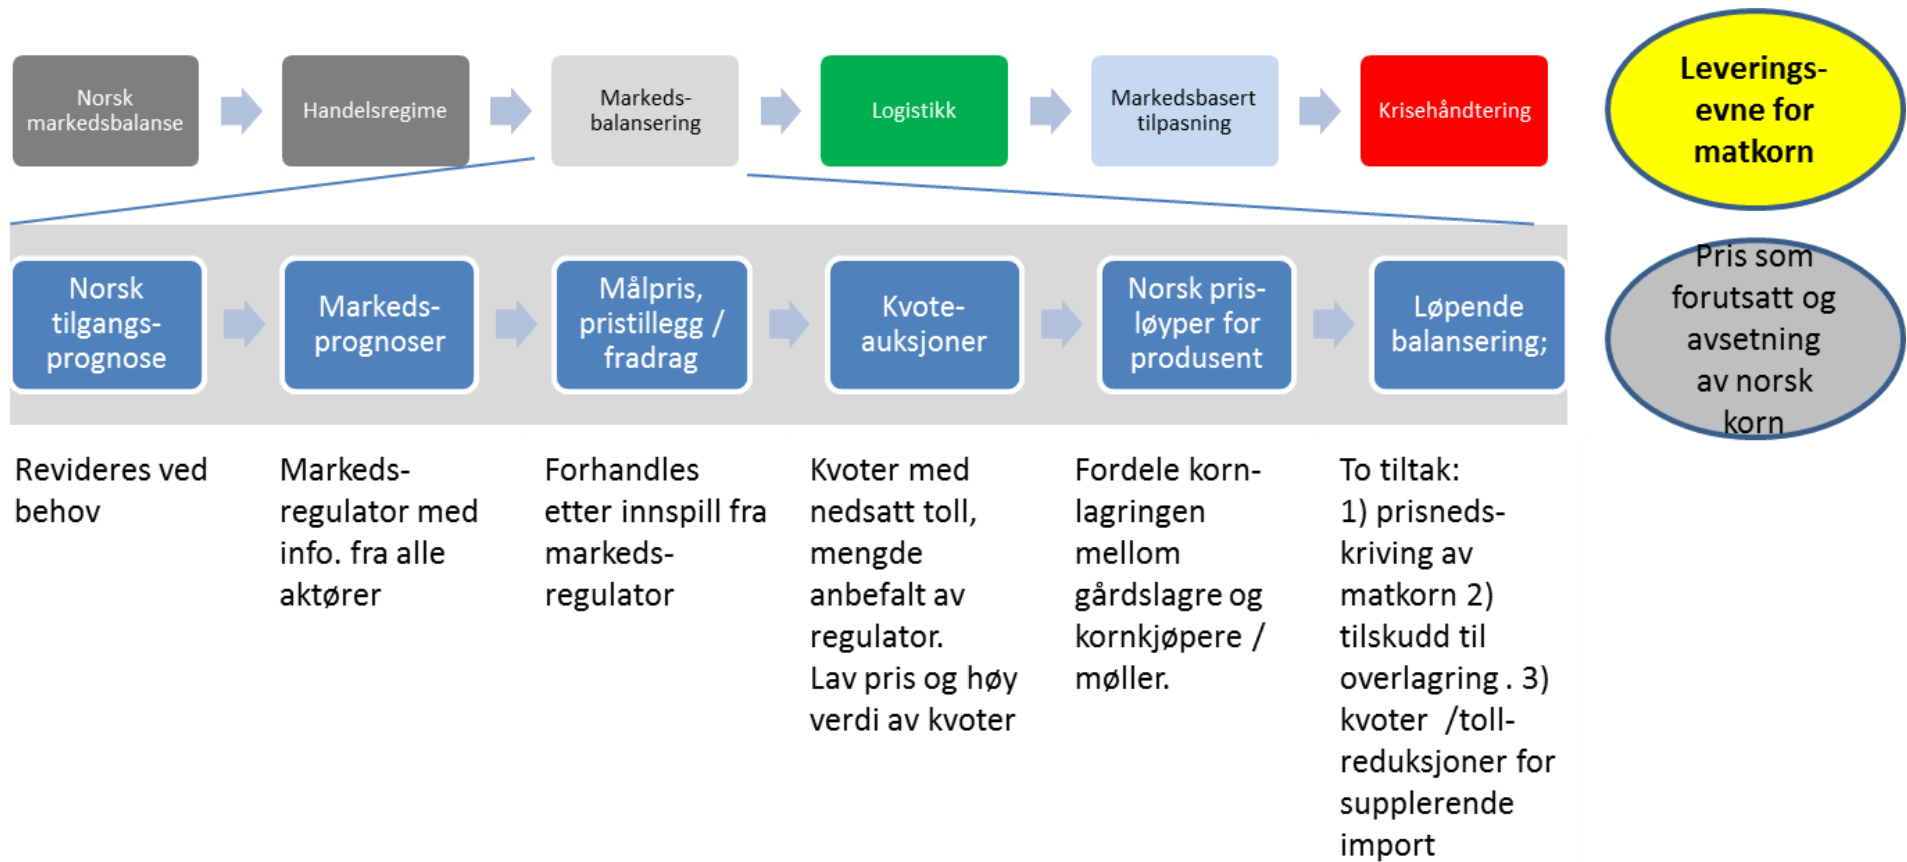 Norsk
markedsbalanse
Handelsregime
Markeds-
balansering
Logistikk
Markedsbasert
tilpasning
Krisehåndtering
Leverings-
evne for
matkorn
Norsk
tilgangs-
prognose
Markeds-
prognoser
Målpris,
pristillegg /
fradrag
Kvote-
auksjoner
Norsk pris-
løyper for
produsent
Løpende
balansering;
Pris som
forutsatt og
avsetning
av norsk
korn
Revideres ved
behov
Markeds-
regulator med
info. fra alle
aktører
Forhandles
etter innspill fra
markeds-
regulator
Kvoter med
nedsatt toll,
mengde
anbefalt av
regulator.
Lav pris og høy
verdi av kvoter
Fordele korn-
lagringen
mellom
gårdslagre og
kornkjøpere /
møller.
To tiltak:
1) prisneds-
kriving av
matkorn 2)
tilskudd til
overlagring . 3)
kvoter  /toll-
reduksjoner for
supplerende
import